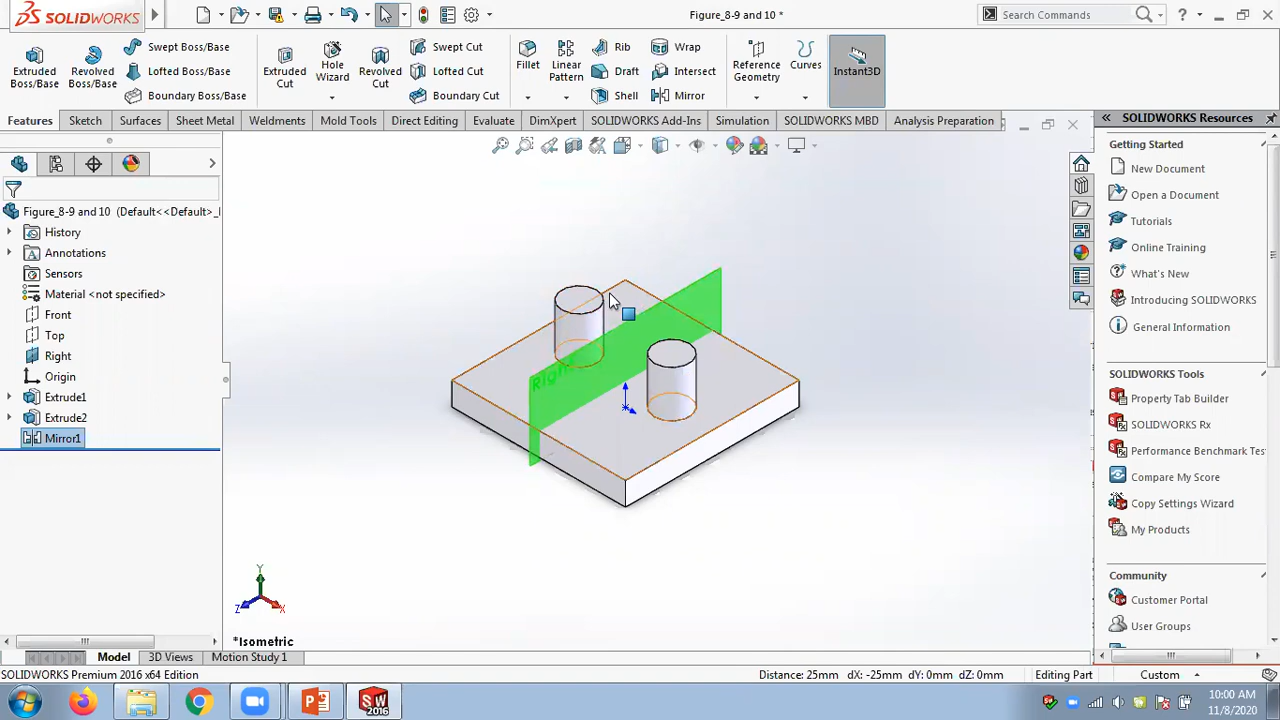 SOLIDWORKS
Figure_8-9 and 10 *
Search Commands
?
Extruded Boss/Base
Revolved Boss/Base
Swept Boss/Base
Lofted Boss/Base
Boundary Boss/Base
Extruded Cut
Hole Wizard
Revolved Cut
Swept Cut
Lofted Cut
Boundary Cut
Fillet
Linear Pattern
Rib
Draft
Shell
Wrap
Intersect
Mirror
Reference Geometry
Curves
Instant3D
Features
Sketch
Surfaces
Sheet Metal
Weldments
Mold Tools
Direct Editing
Evaluate
DimXpert
SOLIDWORKS Add-Ins
Simulation
SOLIDWORKS MBD
Analysis Preparation
Figure_8-9 and 10 (Default<<Default>_
History
Annotations
Sensors
Material <not specified>
Front
Top
Right
Origin
Extrude1
Extrude2
Mirror1
Right
Y
Z
X
*Isometric
Model
3D Views
Motion Study 1
SOLIDWORKS Resources
Getting Started
New Document
Open a Document
Tutorials
Online Training
What's New
Introducing SOLIDWORKS
General Information
SOLIDWORKS Tools
Property Tab Builder
SOLIDWORKS Rx
Performance Benchmark Tes
Compare My Score
Copy Settings Wizard
My Products
Community
Customer Portal
User Groups
SOLIDWORKS Premium 2016 x64 Edition
Distance: 25mm dX: -25mm dY: 0mm dZ: 0mm
Editing Part
Custom
SW
2016
10:00 AM
11/8/2020